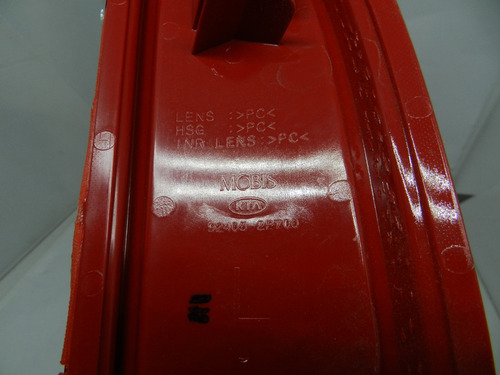 LENS :>PC<
HSG :>PC<
INR LENS:>PC<
MOBIS
KIA